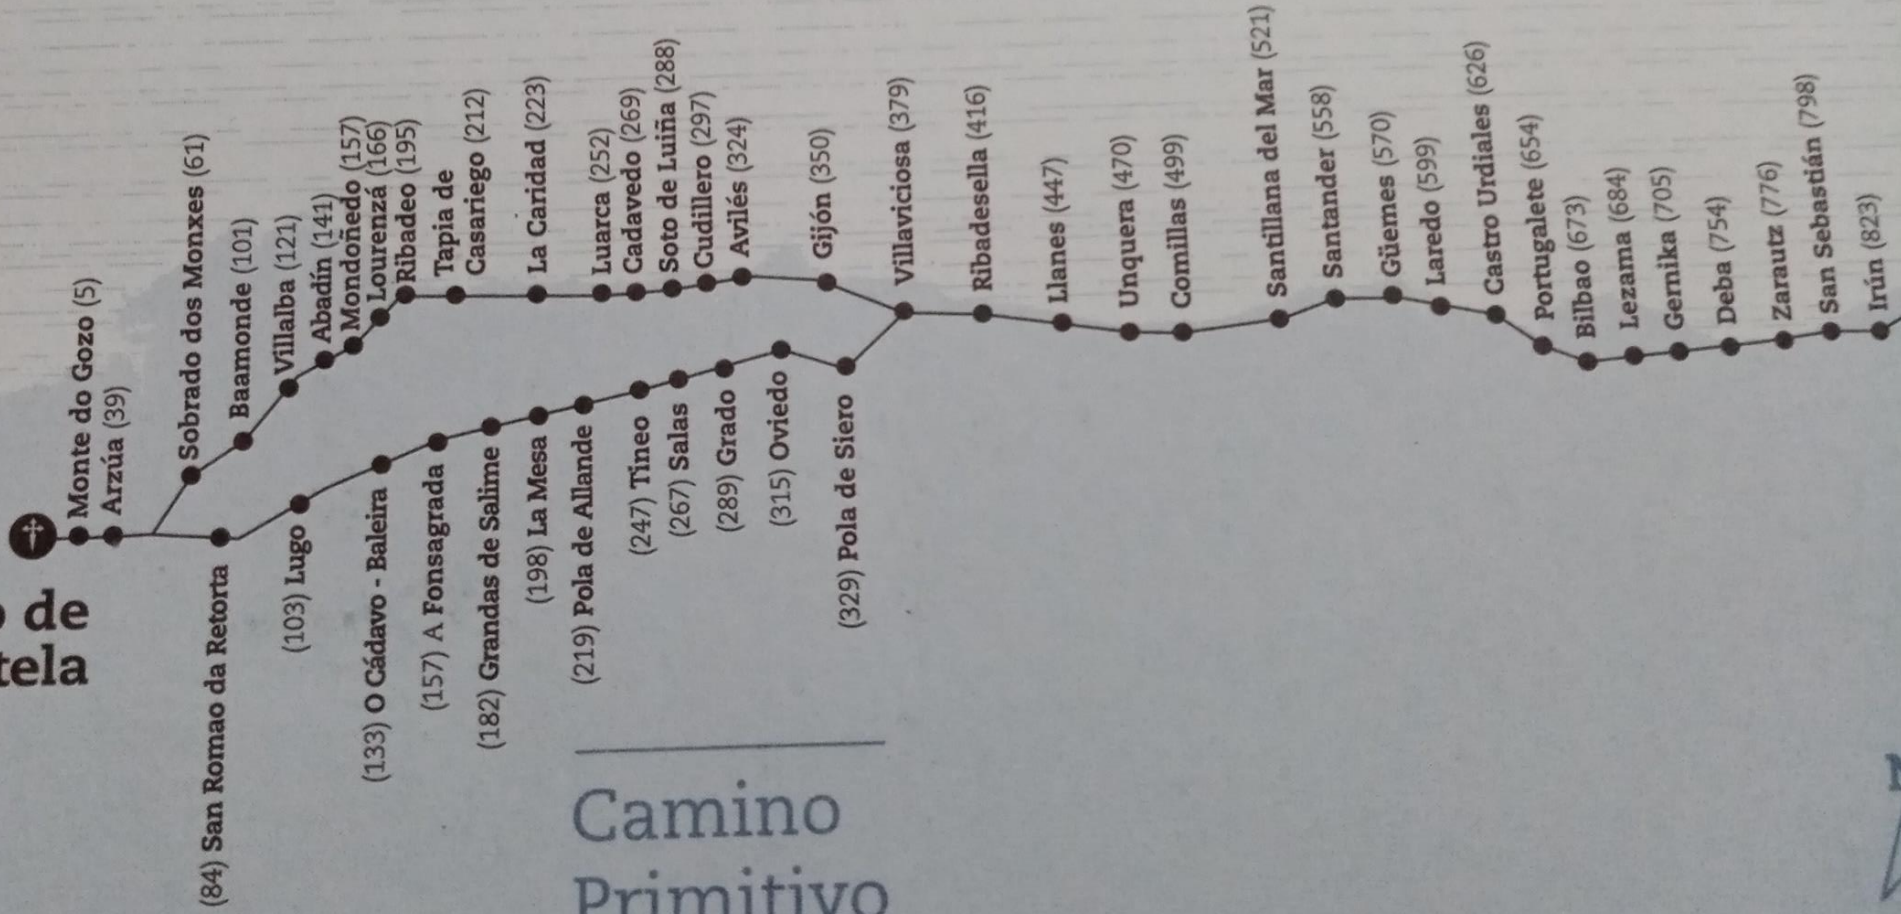 de
tela
Monte do Gozo (5)
Arzúa (39)
Sobrado dos Monxes (61)
Baamonde (101)
Villalba (121)
Abadín (141)
Mondoñedo (157)
Lourenzá (166)
Ribadeo (195)
Tapia de
Casariego (212)
La Caridad (223)
Luarca (252)
Cadavedo (269)
Soto de Luiña (288)
Cudillero (297)
Avilés (324)
Gijón (350)
Villaviciosa (379)
Ribadesella (416)
Llanes (447)
Unquera (470)
Comillas (499)
Santillana del Mar (521)
Santander (558)
Güemes (570)
Laredo (599)
Castro Urdiales (626)
Portugalete (654)
Bilbao (673)
Lezama (684)
Gernika (705)
Deba (754)
Zarautz (776)
San Sebastián (798)
Irún (823)
(84) San Romao da Retorta
(103) Lugo
(133) O Cádavo - Baleira
(157) A Fonsagrada
(182) Grandas de Salime
(198) La Mesa
(219) Pola de Allande
(247) Tineo
(267) Salas
(289) Grado
(315) Oviedo
(329) Pola de Siero
Camino
Primitivo